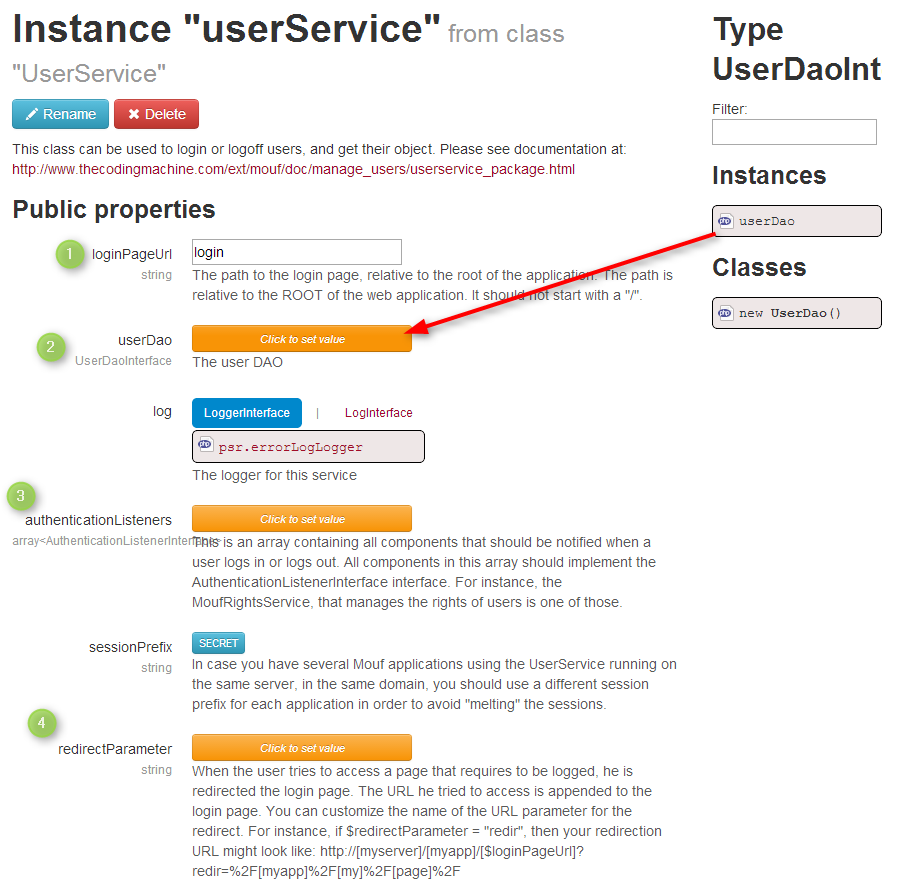 Instance "userService" from class
"UserService"
Rename
Delete
This class can be used to login or logoff users, and get their object. Please see documentation at:
http://www.thecodingmachine.com/ext/mouf/doc/manage_users/userservice_package.html
Public properties
1
loginPageUrl
string
login
The path to the login page, relative to the root of the application. The path is
relative to the ROOT of the web application. It should not start with a "/".
2
userDao
UserDaoInterface
Click to set value
The user DAO
log
LoggerInterface | LogInterface
php psr.errorLogLogger
The logger for this service
3
authenticationListeners
array<AuthenticationListenerInterface>
Click to set value
This is an array containing all components that should be notified when a
user logs in or logs out. All components in this array should implement the
AuthenticationListenerInterface interface. For instance, the
MoufRightsService, that manages the rights of users is one of those.
sessionPrefix
string
SECRET
In case you have several Mouf applications using the UserService running on
the same server, in the same domain, you should use a different session
prefix for each application in order to avoid "melting" the sessions.
4
redirectParameter
string
Click to set value
When the user tries to access a page that requires to be logged, he is
redirected the login page. The URL he tried to access is appended to the
login page. You can customize the name of the URL parameter for the
redirect. For instance, if $redirectParameter = "redir", then your redirection
URL might look like: http://[myserver]/[myapp]/[$loginPageUrl]?
redir=%2F[myapp]%2F[my]%2F[page]%2F
Type
UserDaoInt
Filter:
Instances
php userDao
Classes
php new UserDao()